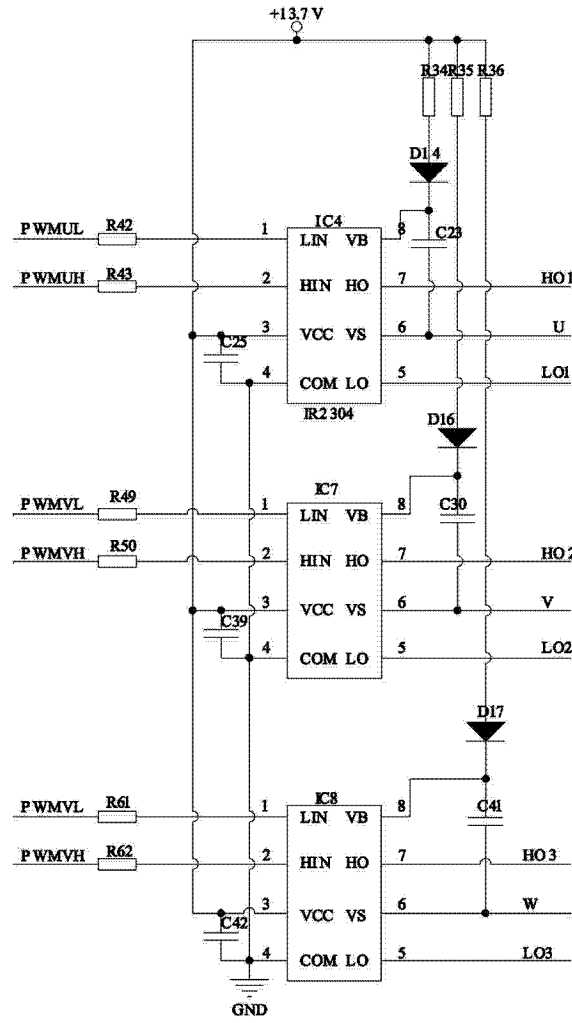 +13.7 V
R34 R35 R36
D14
PWMUL R42 1 IC4 8 C23
LIN VB
PWMUH R43 2 HIN HO 7 HO1
C25 3 VCC VS 6 U
4 COM LO 5 LO1
IR2304
D16
PWMVL R49 1 IC7 8 C30
LIN VB
PWMVH R50 2 HIN HO 7 HO2
C39 3 VCC VS 6 V
4 COM LO 5 LO2
D17
PWMVL R61 1 IC8 8 C41
LIN VB
PWMVH R62 2 HIN HO 7 HO3
C42 3 VCC VS 6 W
4 COM LO 5 LO3
GND